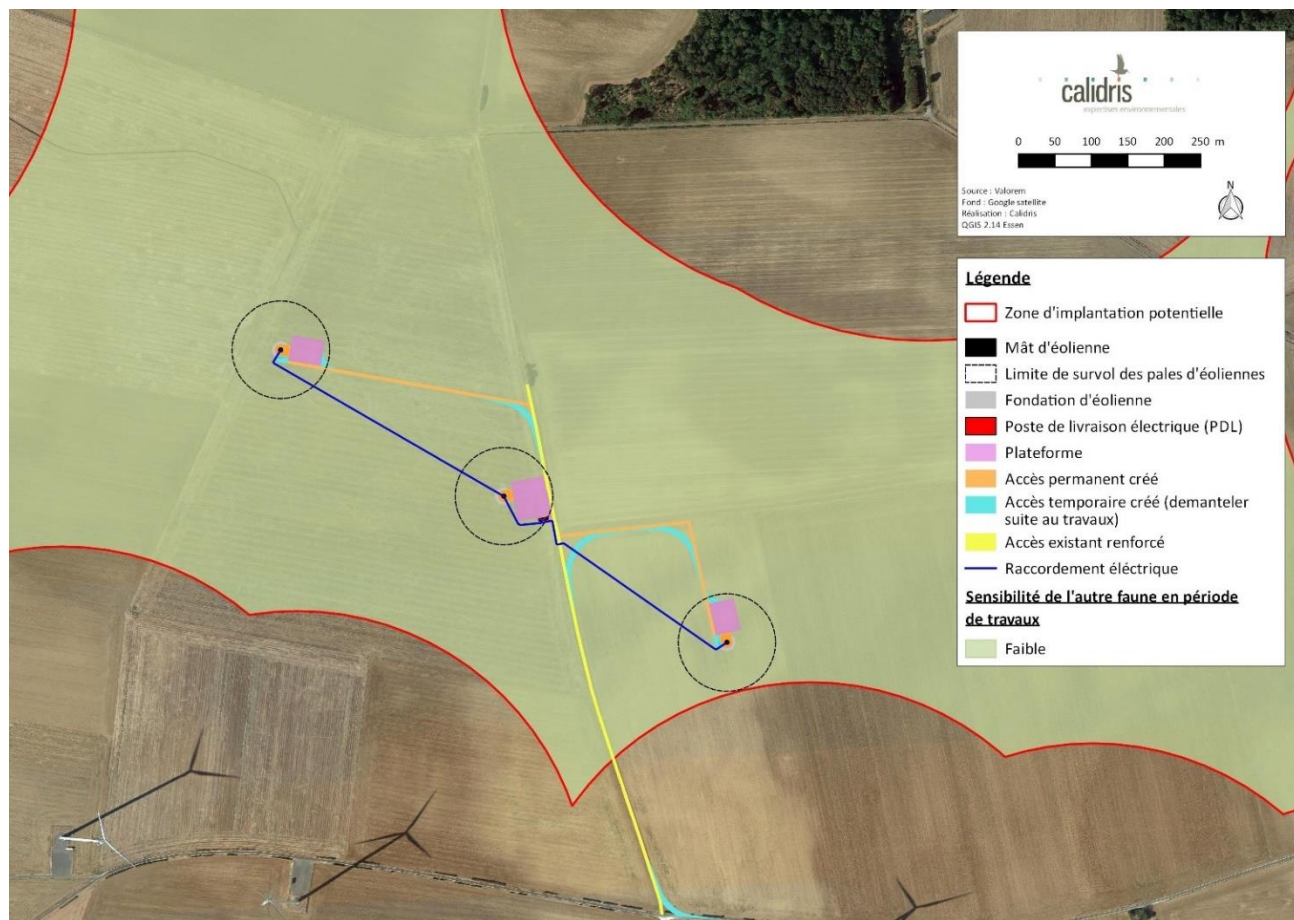 calidris
expertises environnementales
0 50 100 150 200 250 m
Source : Valorem
Fond : Google satellite
Réalisation : Calidris
QGIS 2.14 Essen
N
Légende
Zone d'implantation potentielle
Mât d'éolienne
Limite de survol des pales d'éoliennes
Fondation d'éolienne
Poste de livraison électrique (PDL)
Plateforme
Accès permanent créé
Accès temporaire créé (demanteler
suite au travaux)
Accès existant renforcé
Raccordement éléctrique
Sensibilité de l'autre faune en période
de travaux
Faible